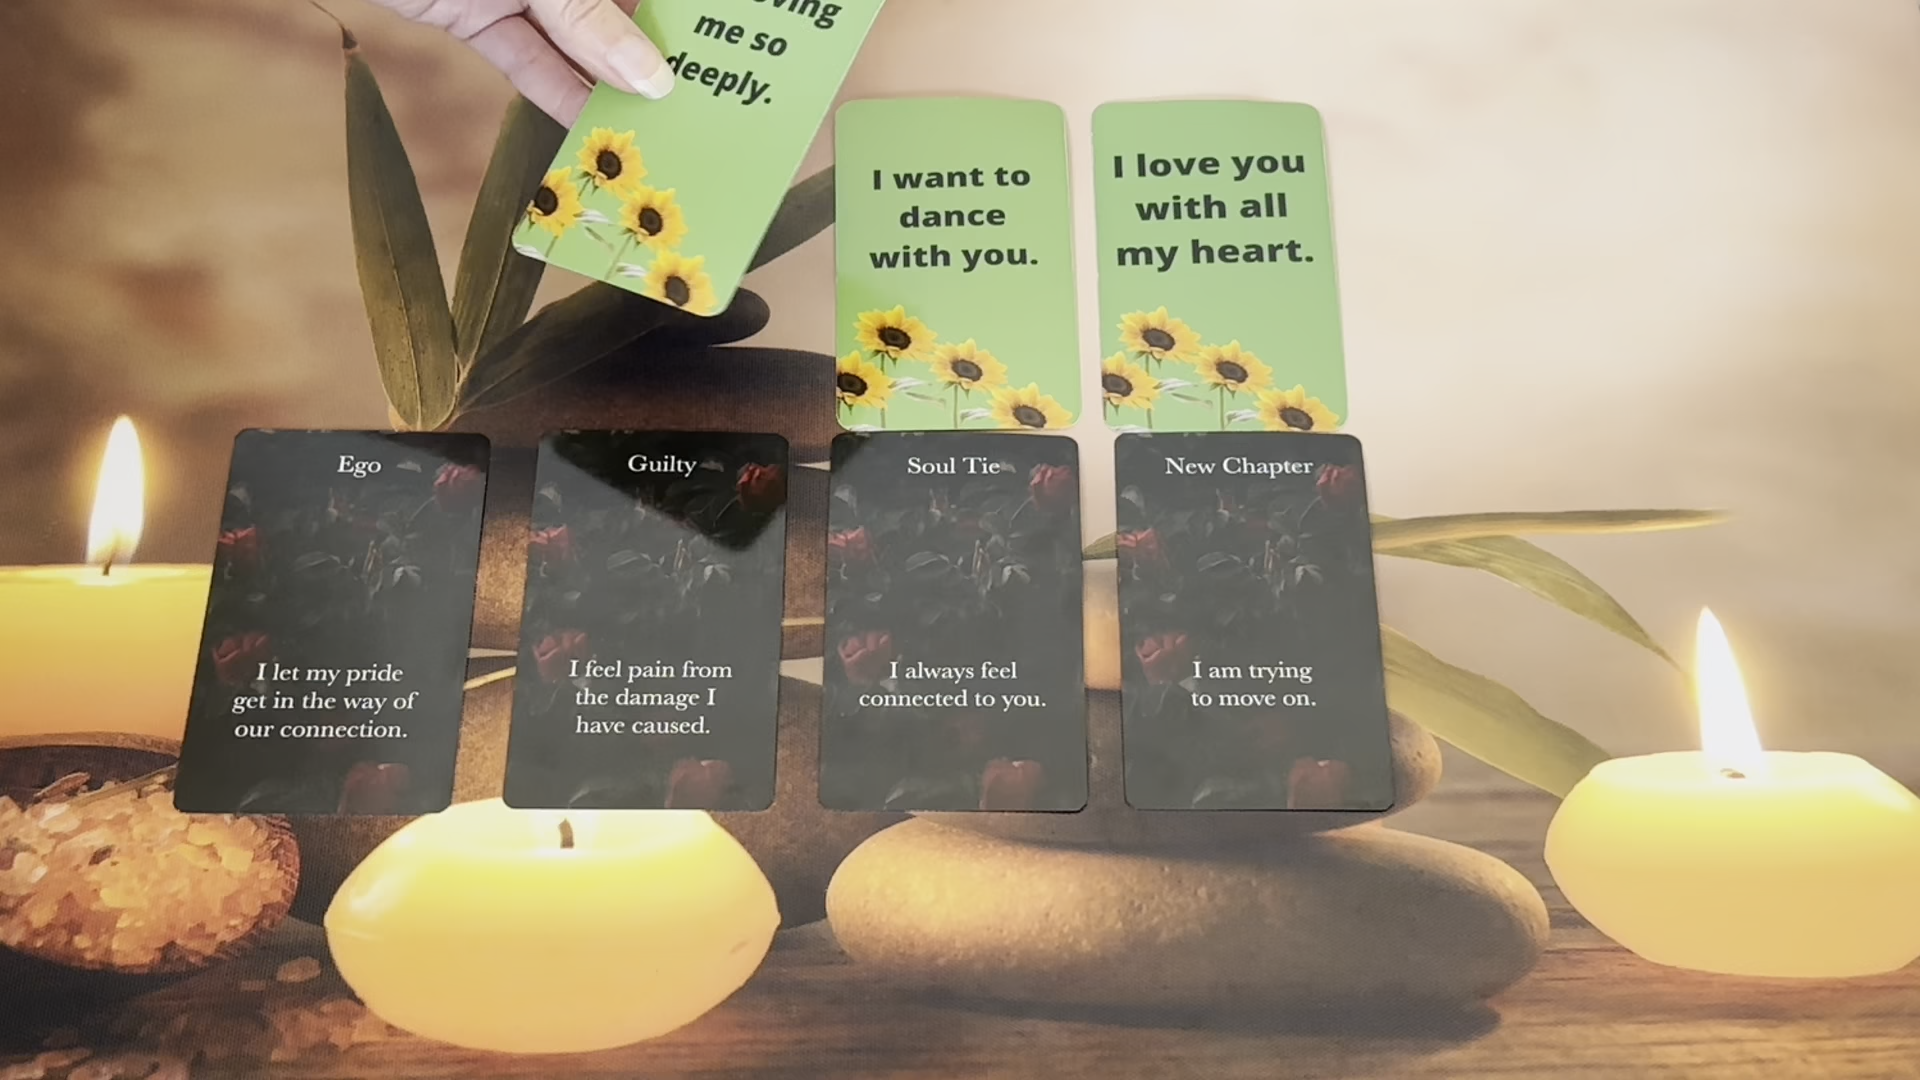 me so
deeply.
I want to
dance
with you.
I love you
with all
my heart.
Ego
I let my pride
get in the way of
our connection.
Guilty
I feel pain from
the damage I
have caused.
Soul Tie
I always feel
connected to you.
New Chapter
I am trying
to move on.